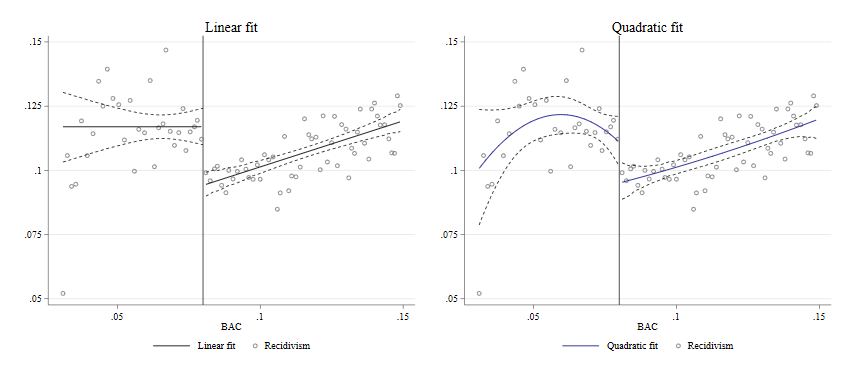 Linear fit
.15
.125
.1
.075
.05
.05
.1
.15
BAC
Linear fit
Recidivism
Quadratic fit
.15
.125
.1
.075
.05
.05
.1
.15
BAC
Quadratic fit
Recidivism